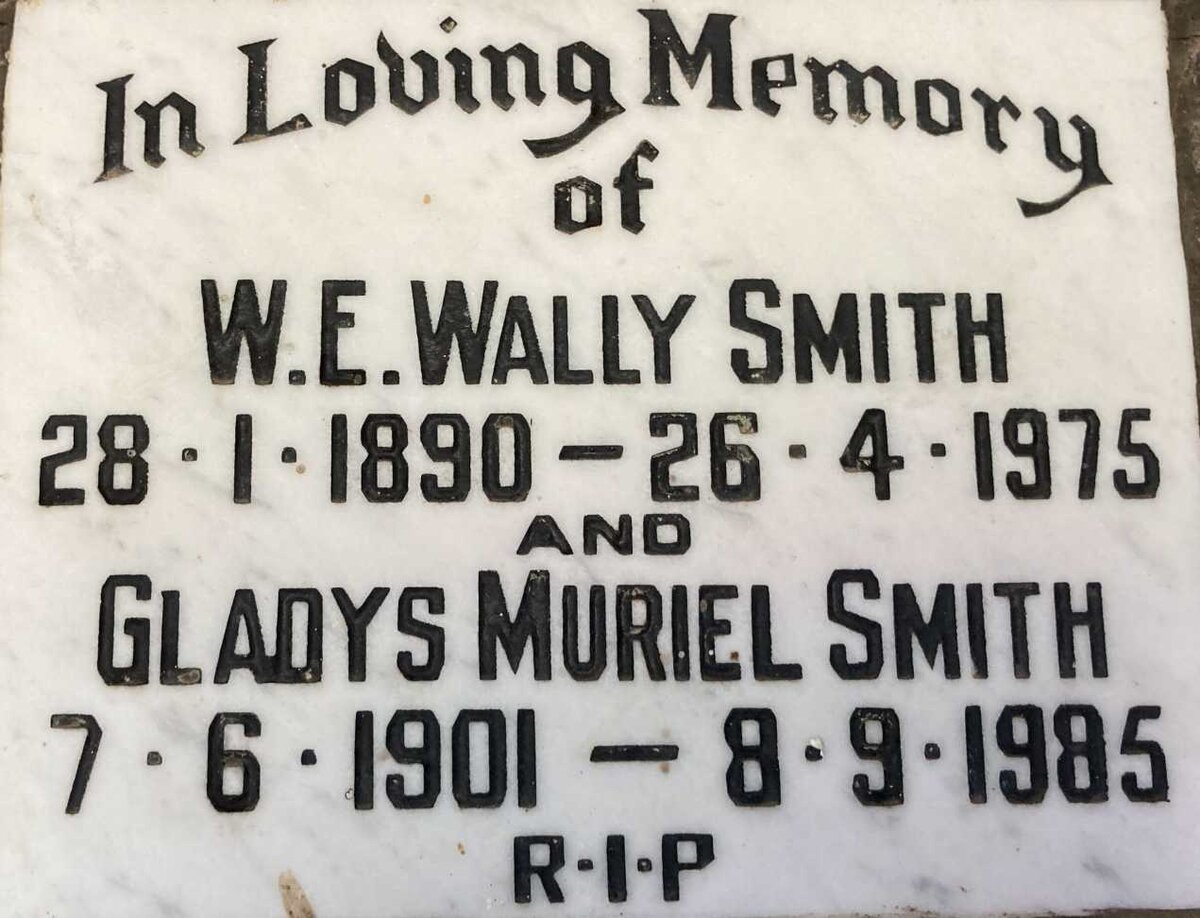 In Loving Memory
of
W.E. WALLY SMITH
28·1·1890 – 26·4·1975
AND
GLADYS MURIEL SMITH
7·6·1901 – 8·9·1985
R·I·P